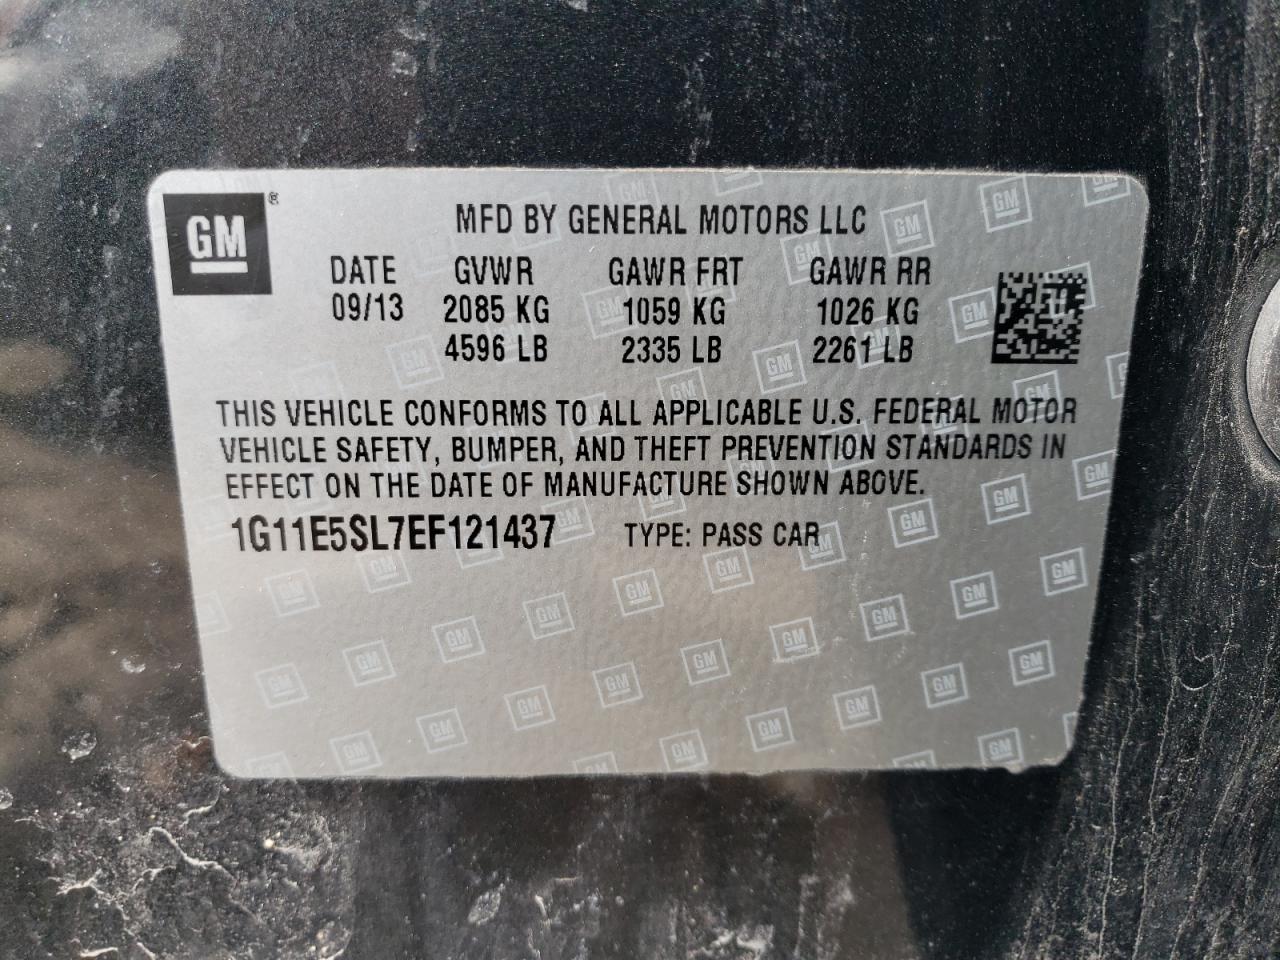 GM ®
MFD BY GENERAL MOTORS LLC
DATE GVWR GAWR FRT GAWR RR
09/13 2085 KG 1059 KG 1026 KG
4596 LB 2335 LB 2261 LB
THIS VEHICLE CONFORMS TO ALL APPLICABLE U.S. FEDERAL MOTOR
VEHICLE SAFETY, BUMPER, AND THEFT PREVENTION STANDARDS IN
EFFECT ON THE DATE OF MANUFACTURE SHOWN ABOVE.
1G11E5SL7EF121437 TYPE: PASS CAR